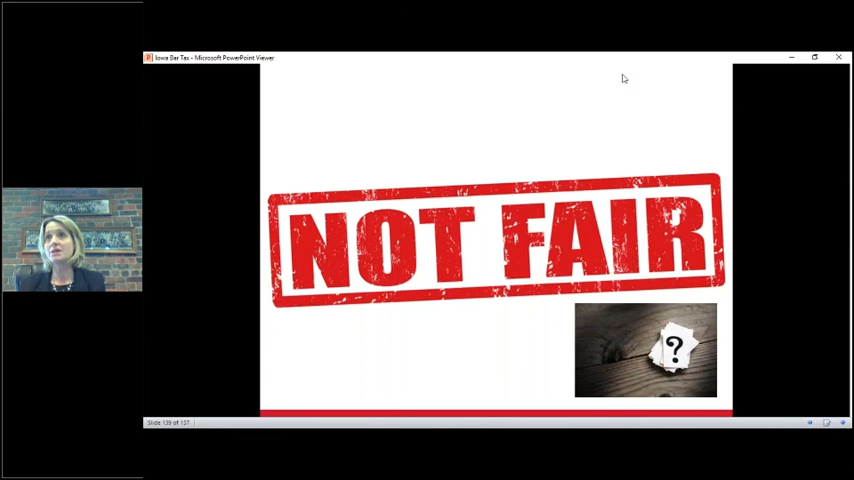 Iowa Bar Tax - Microsoft PowerPoint Viewer
NOT FAIR
?
Slide 139 of 157